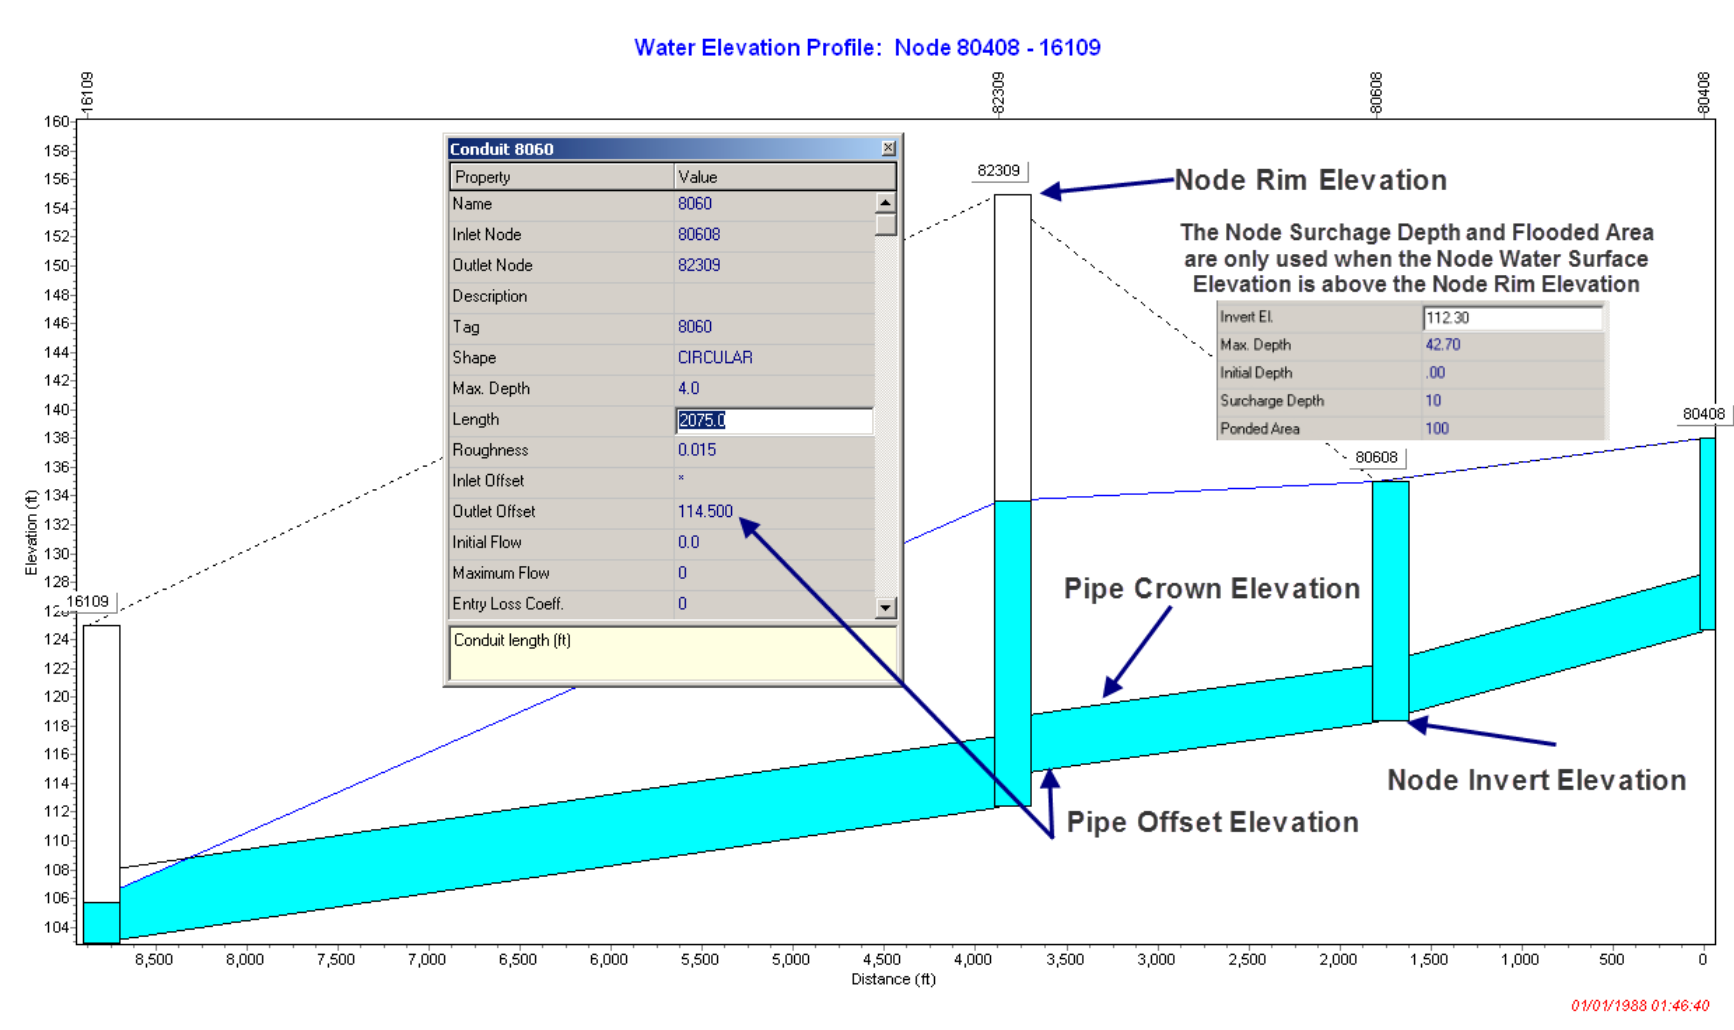 Water Elevation Profile: Node 80408 - 16109
16109
82309
80608
80408
160
158
156
154
152
150
148
146
144
142
140
138
136
134
132
130
128
124
122
120
118
116
114
112
110
108
106
104
Elevation (ft)
Conduit 8060
Property Value
Name 8060
Inlet Node 80608
Outlet Node 82309
Description
Tag 8060
Shape CIRCULAR
Max. Depth 4.0
Length 2075.0
Roughness 0.015
Inlet Offset *
Outlet Offset 114.500
Initial Flow 0.0
Maximum Flow 0
Entry Loss Coeff. 0
Conduit length (ft)
82309
Node Rim Elevation
The Node Surchage Depth and Flooded Area
are only used when the Node Water Surface
Elevation is above the Node Rim Elevation
Invert El. 112.30
Max. Depth 42.70
Initial Depth .00
Surcharge Depth 10
Ponded Area 100
80408
80608
16109
Pipe Crown Elevation
Node Invert Elevation
Pipe Offset Elevation
8,500 8,000 7,500 7,000 6,500 6,000 5,500 5,000 4,500 4,000 3,500 3,000 2,500 2,000 1,500 1,000 500 0
Distance (ft)
01/01/1988 01:46:40